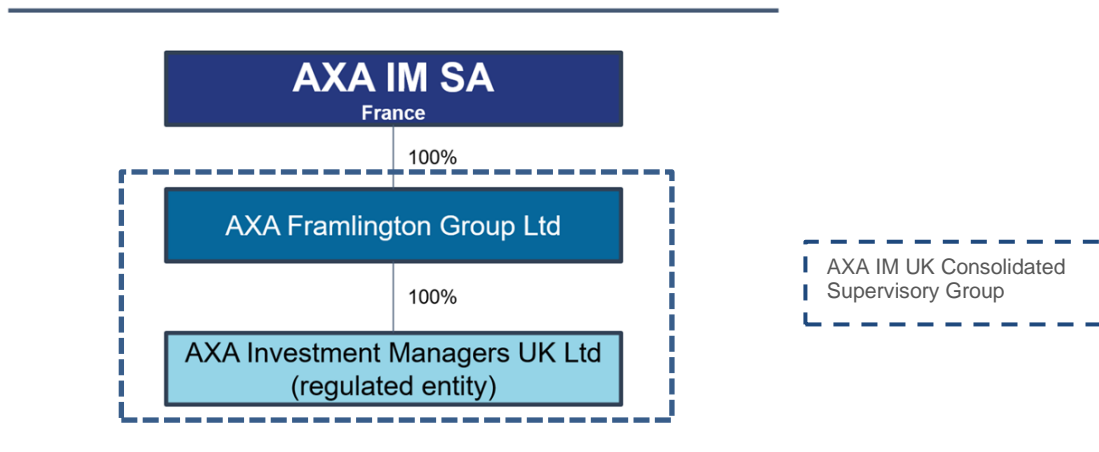 AXA IM SA
France
100%
AXA Framlington Group Ltd
100%
AXA Investment Managers UK Ltd
(regulated entity)
AXA IM UK Consolidated
Supervisory Group